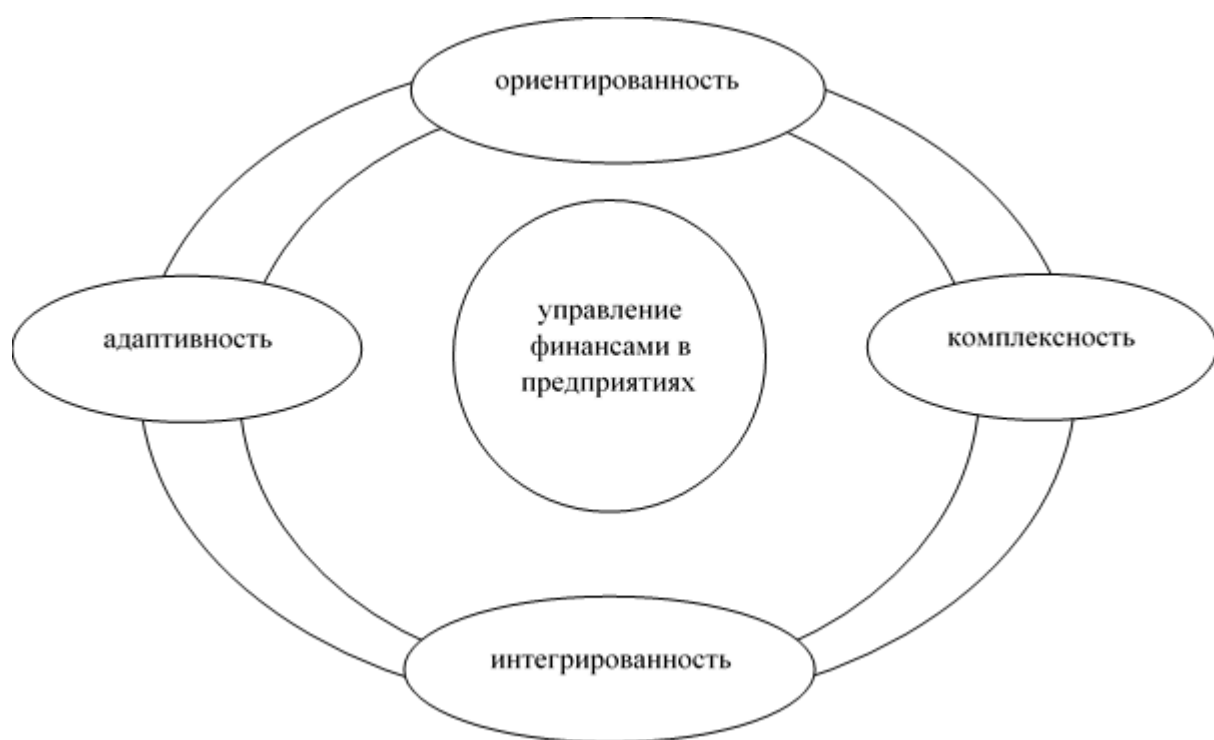 ориентированность
адаптивность
управление
финансами в
предприятиях
комплексность
интегрированность